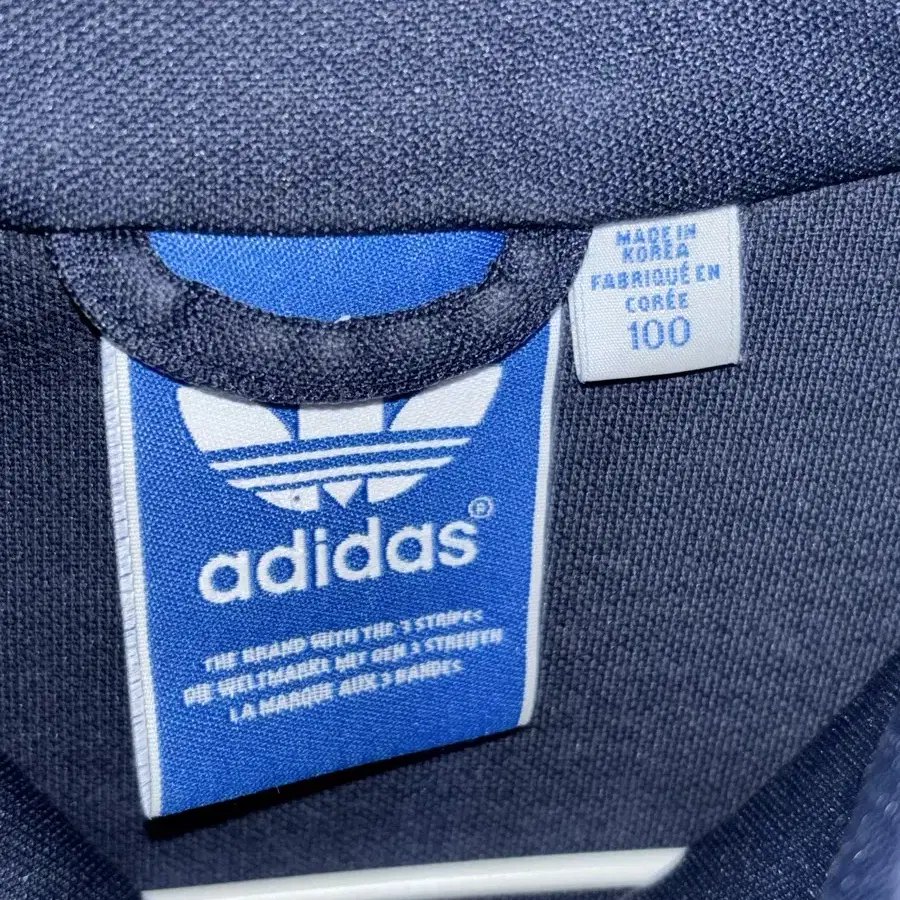 MADE IN
KOREA
FABRIQUÉ EN
CORÉE
100
adidas®
THE BRAND WITH THE 3 STRIPES
DIE WELTMARKE MIT DEN 3 STREIFEN
LA MARQUE AUX 3 BANDES